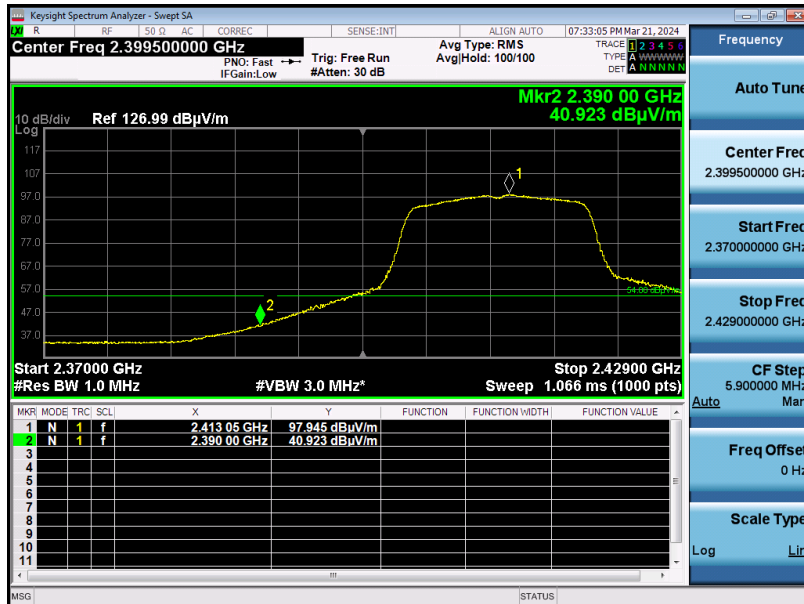 Keysight Spectrum Analyzer - Swept SA
LXI R RF 50 Ω AC CORREC SENSE:INT ALIGN AUTO 07:33:05 PM Mar 21, 2024
Center Freq 2.399500000 GHz
PNO: Fast
IFGain:Low
Trig: Free Run
#Atten: 30 dB
Avg Type: RMS
Avg|Hold: 100/100
TRACE 1 2 3 4 5 6
TYPE A WWWWW
DET A N N N N N
Mkr2 2.390 00 GHz
40.923 dBµV/m
10 dB/div Ref 126.99 dBµV/m
Log
117
107
97.0
87.0
77.0
67.0
57.0
47.0
37.0
1
2
54.00 dBµV/m
Start 2.37000 GHz Stop 2.42900 GHz
#Res BW 1.0 MHz #VBW 3.0 MHz* Sweep 1.066 ms (1000 pts)
MKR MODE TRC SCL X Y FUNCTION FUNCTION WIDTH FUNCTION VALUE
1 N 1 f 2.413 05 GHz 97.945 dBµV/m
2 N 1 f 2.390 00 GHz 40.923 dBµV/m
3
4
5
6
7
8
9
10
11
MSG STATUS
Frequency
Auto Tune
Center Freq
2.399500000 GHz
Start Freq
2.370000000 GHz
Stop Freq
2.429000000 GHz
CF Step
5.900000 MHz
Auto Man
Freq Offset
0 Hz
Scale Type
Log Lin